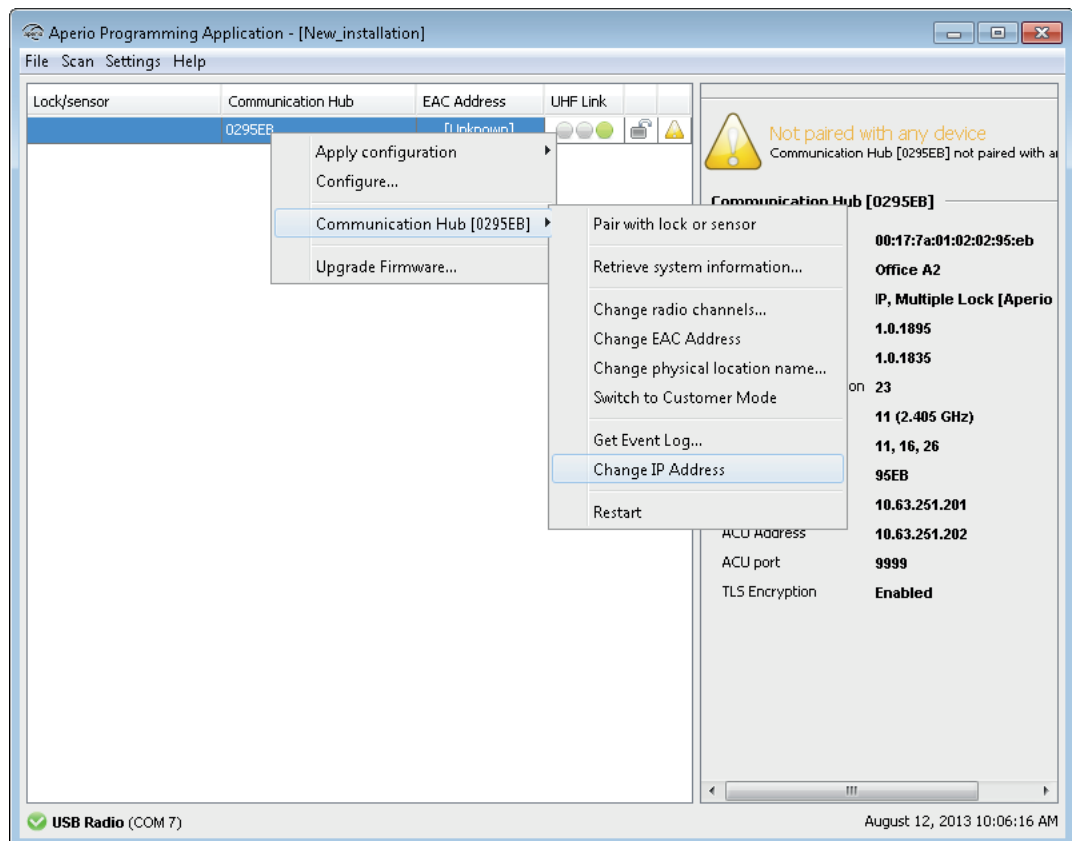 Aperio Programming Application - [New_installation]
File Scan Settings Help
Lock/sensor Communication Hub EAC Address UHF Link
0295EB [Unknown]
Apply configuration
Configure...
Communication Hub [0295EB]
Upgrade Firmware...
Pair with lock or sensor
Retrieve system information...
Change radio channels...
Change EAC Address
Change physical location name...
Switch to Customer Mode
Get Event Log...
Change IP Address
Restart
Not paired with any device
Communication Hub [0295EB] not paired with
Communication Hub [0295EB]
00:17:7a:01:02:02:95:eb
Office A2
IP, Multiple Lock [Aperio
1.0.1895
1.0.1835
on 23
11 (2.405 GHz)
11, 16, 26
95EB
10.63.251.201
ACU Address 10.63.251.202
ACU port 9999
TLS Encryption Enabled
USB Radio (COM 7) August 12, 2013 10:06:16 AM